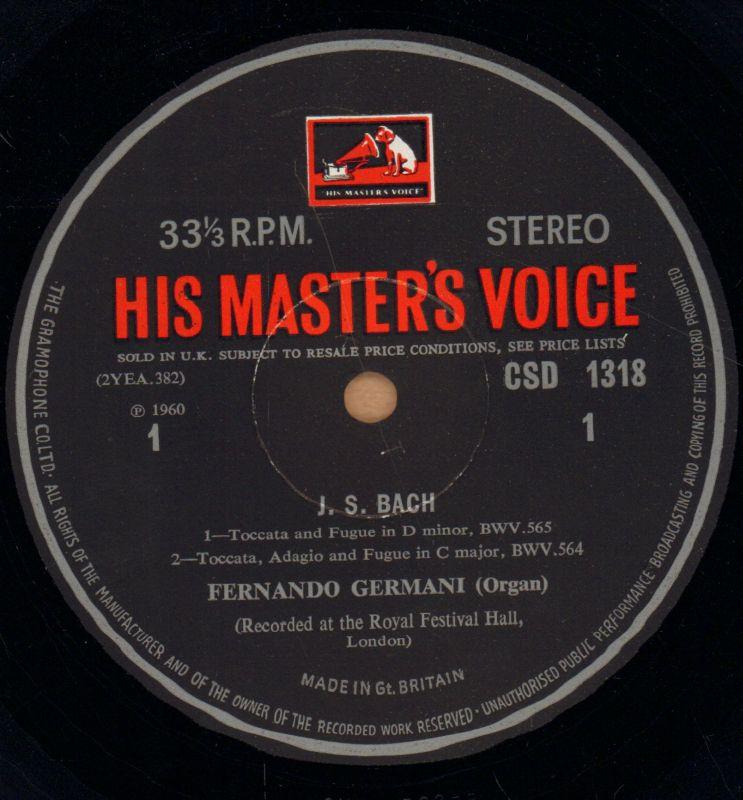 "HIS MASTER'S VOICE"
33⅓ R.P.M. STEREO
HIS MASTER'S VOICE
SOLD IN U.K. SUBJECT TO RESALE PRICE CONDITIONS, SEE PRICE LISTS
(2YEA.382) CSD 1318
℗ 1960
1 1
J. S. BACH
1—Toccata and Fugue in D minor, BWV.565
2—Toccata, Adagio and Fugue in C major, BWV.564
FERNANDO GERMANI (Organ)
(Recorded at the Royal Festival Hall,
London)
MADE IN Gt. BRITAIN
THE GRAMOPHONE CO. LTD. · ALL RIGHTS OF THE MANUFACTURER AND OF THE OWNER OF THE RECORDED WORK RESERVED · UNAUTHORISED PUBLIC PERFORMANCE · BROADCASTING AND COPYING OF THIS RECORD PROHIBITED